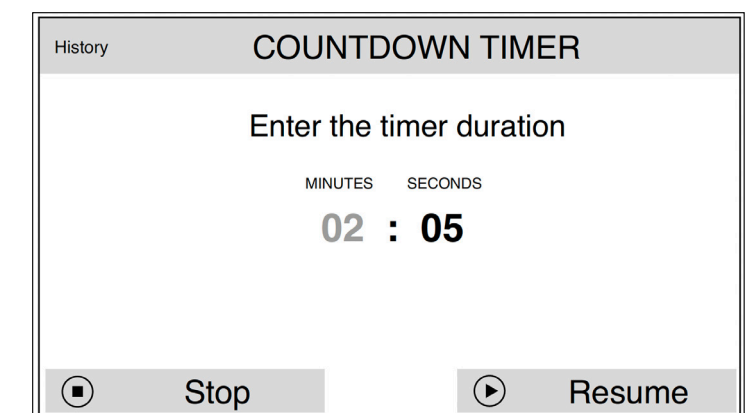 History COUNTDOWN TIMER
Enter the timer duration
MINUTES SECONDS
02 : 05
Stop Resume